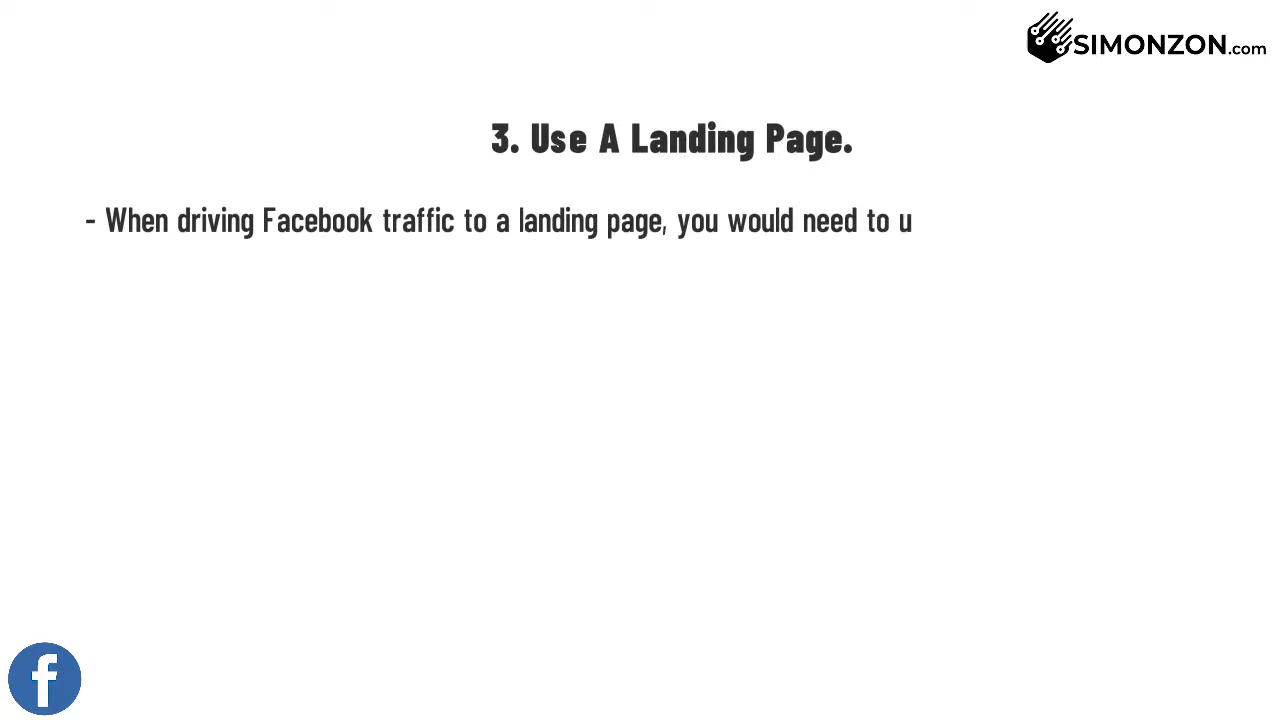 SIMONZON.com
3. Use A Landing Page.
- When driving Facebook traffic to a landing page, you would need to u
f